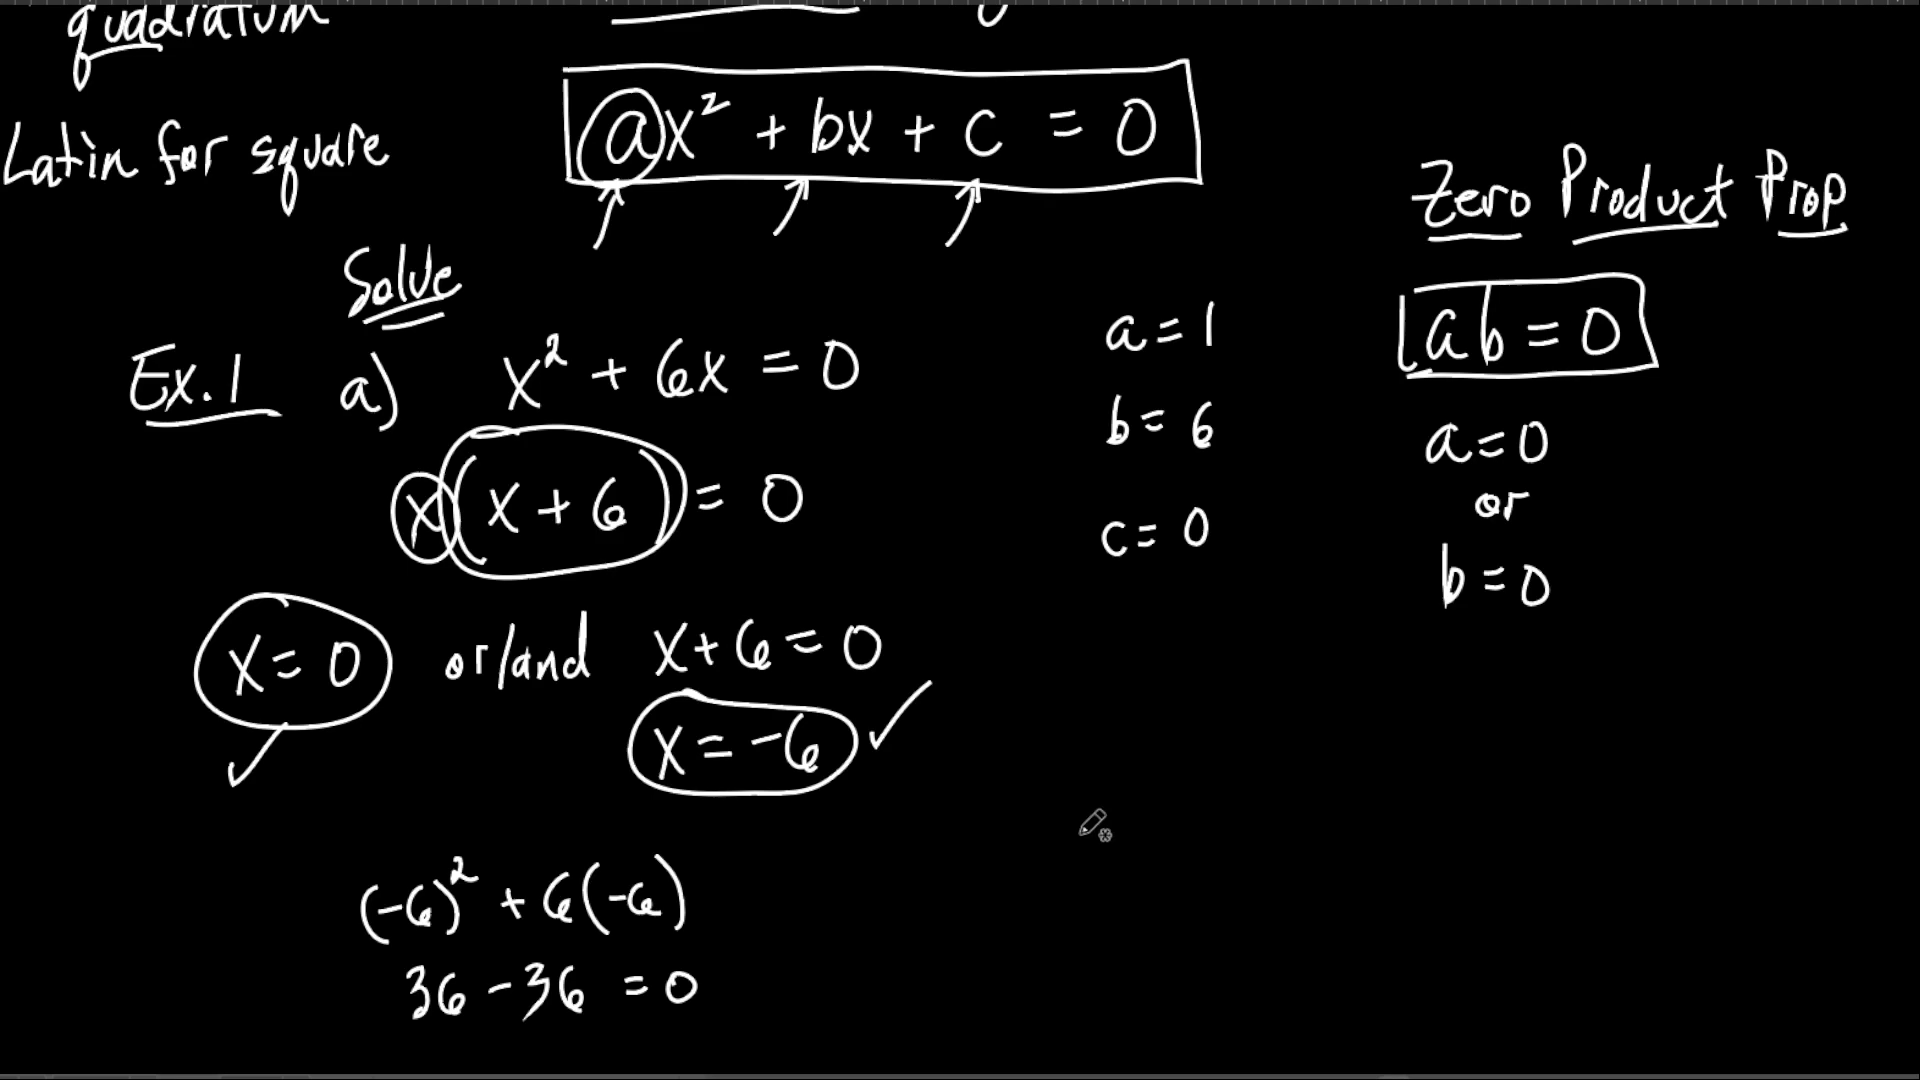 quadratum
ax² + bx + c = 0
Latin for square
Zero Product Prop
Solve
Ex. 1 a) x² + 6x = 0
a = 1
ab = 0
x(x + 6) = 0
b = 6
a = 0
or
c = 0
b = 0
x = 0 or/and x + 6 = 0
x = -6
(-6)² + 6(-6)
36 - 36 = 0